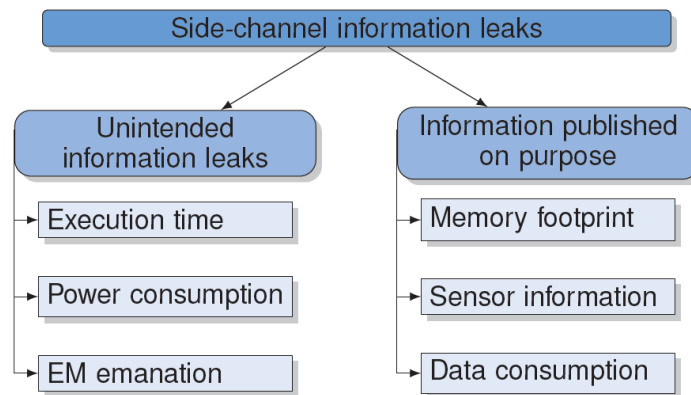 Side-channel information leaks
Unintended
information leaks
Execution time
Power consumption
EM emanation
Information published
on purpose
Memory footprint
Sensor information
Data consumption